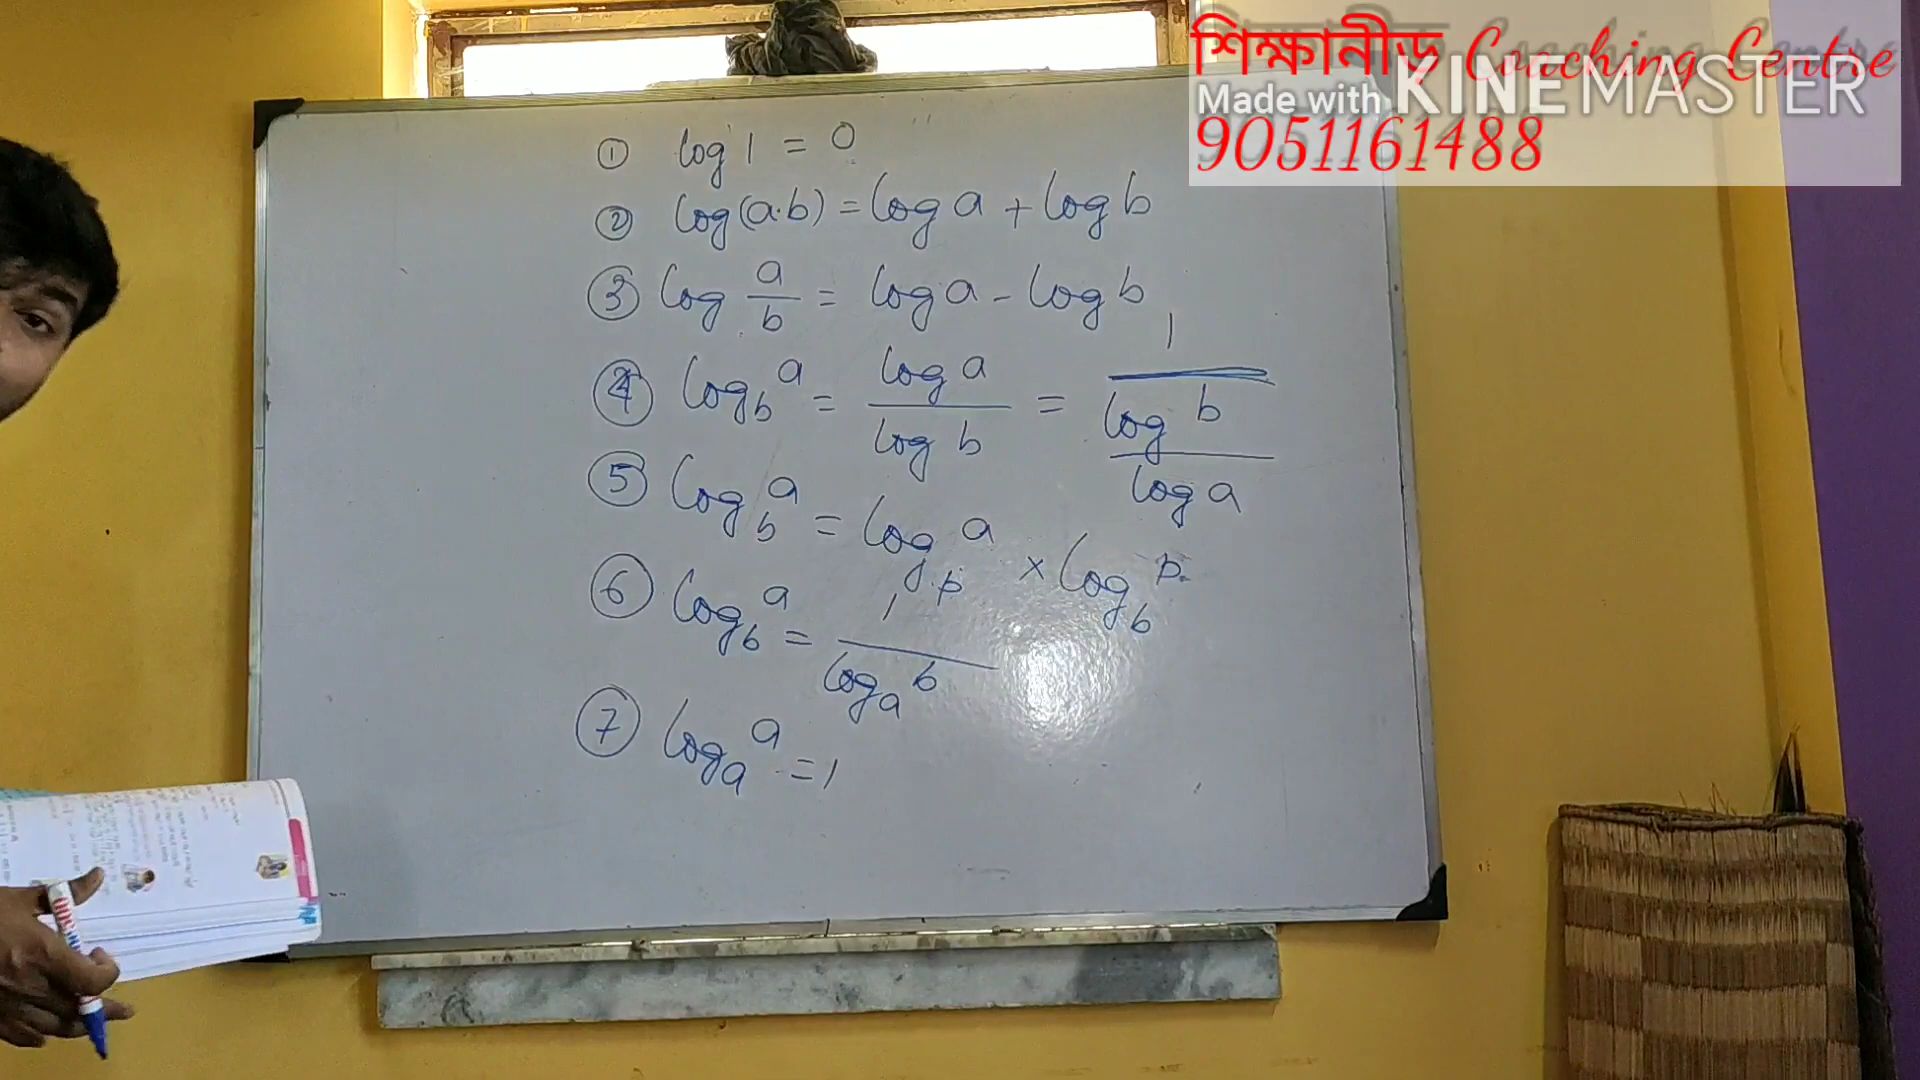 শিক্ষানীড় Coaching Centre
Made with KINEMASTER
9051161488
① log 1 = 0
② log(a·b) = log a + log b
③ log a/b = log a - log b
④ log_b a = log a / log b = 1 / (log b / log a)
⑤ log_b a = log_p a × log_b p
⑥ log_b a = 1 / log_a b
⑦ log_a a = 1